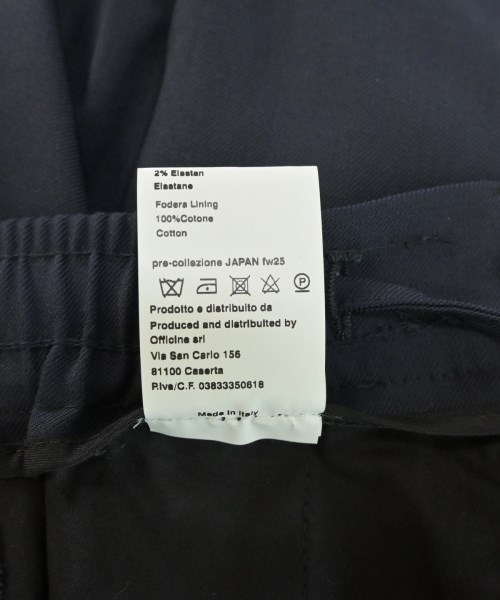 2% Elastan
Elastane
Fodera Lining
100%Cotone
Cotton
pre-collezione JAPAN fw25
P
Prodotto e distribuito da
Produced and distribuited by
Officine srl
Via San Carlo 156
81100 Caserta
P.iva/C.F. 03833350618
Made in Italy